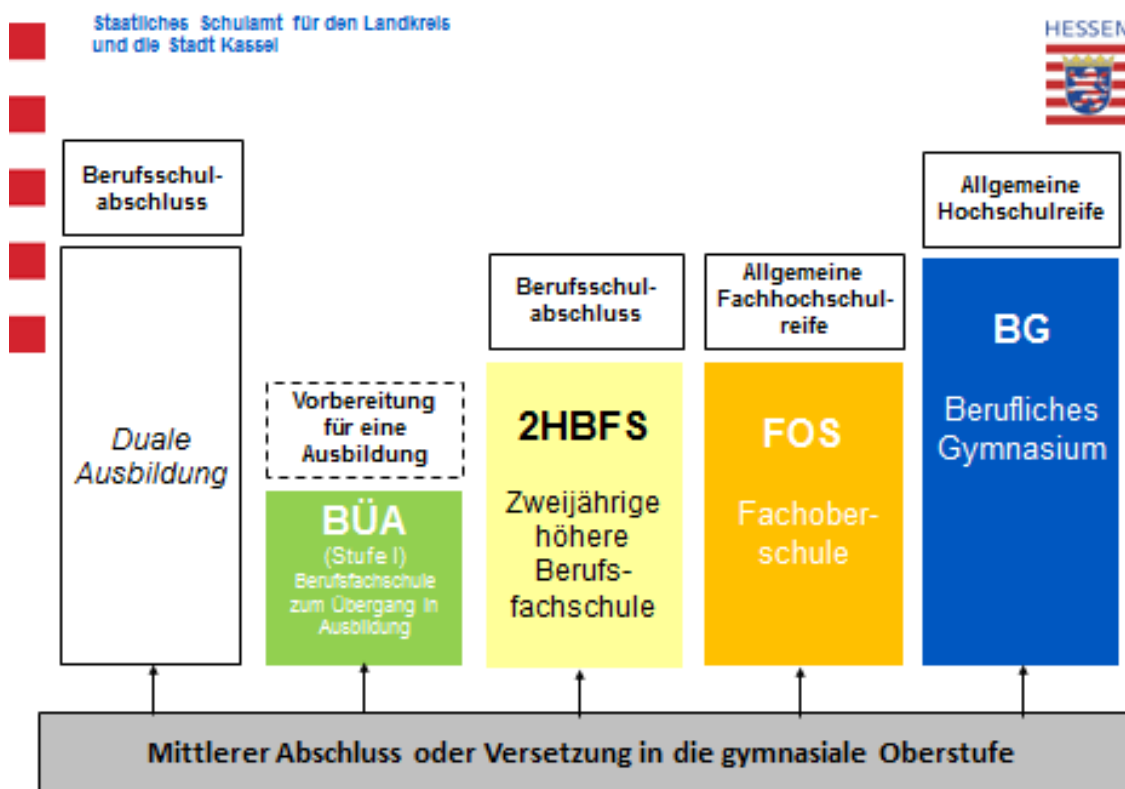 Staatliches Schulamt für den Landkreis
und die Stadt Kassel
HESSEN
Berufsschul-
abschluss
Duale
Ausbildung
Vorbereitung
für eine
Ausbildung
BÜA
(Stufe I)
Berufsfachschule
zum Übergang in
Ausbildung
Berufsschul-
abschluss
2HBFS
Zweijährige
höhere
Berufs-
fachschule
Allgemeine
Fachhochschul-
reife
FOS
Fachober-
schule
Allgemeine
Hochschulreife
BG
Berufliches
Gymnasium
Mittlerer Abschluss oder Versetzung in die gymnasiale Oberstufe